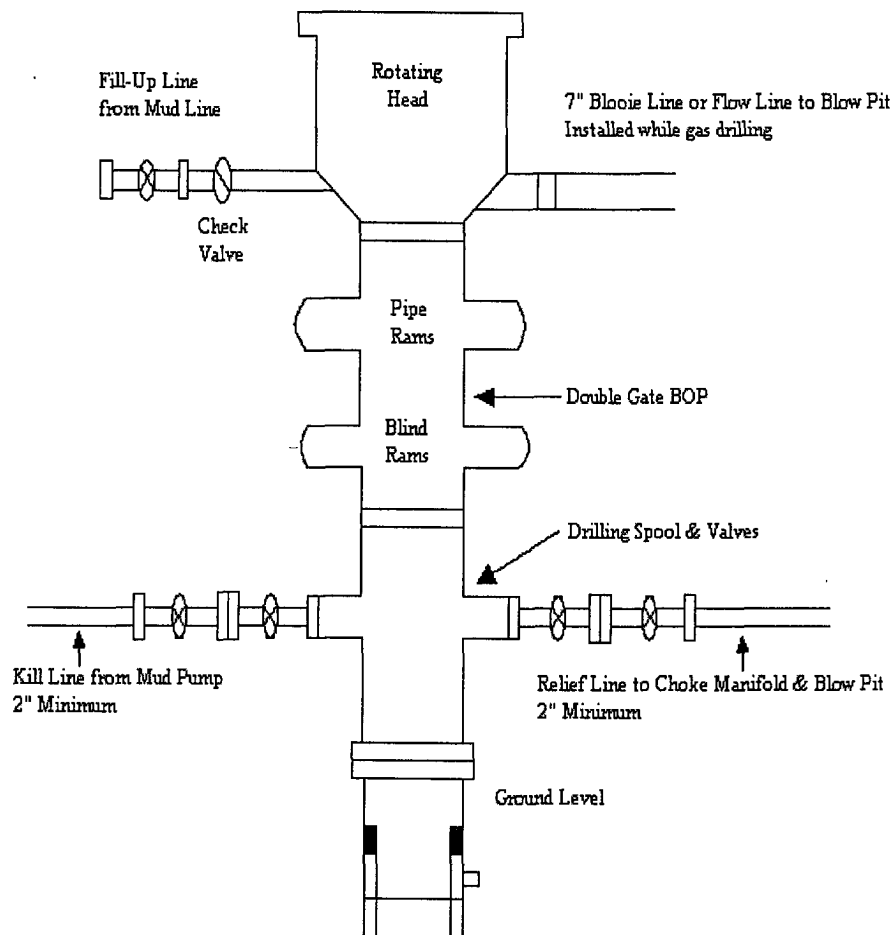 Rotating
Head
Fill-Up Line
from Mud Line
7" Blooie Line or Flow Line to Blow Pit
Installed while gas drilling
Check
Valve
Pipe
Rams
Double Gate BOP
Blind
Rams
Drilling Spool & Valves
Kill Line from Mud Pump
2" Minimum
Relief Line to Choke Manifold & Blow Pit
2" Minimum
Ground Level